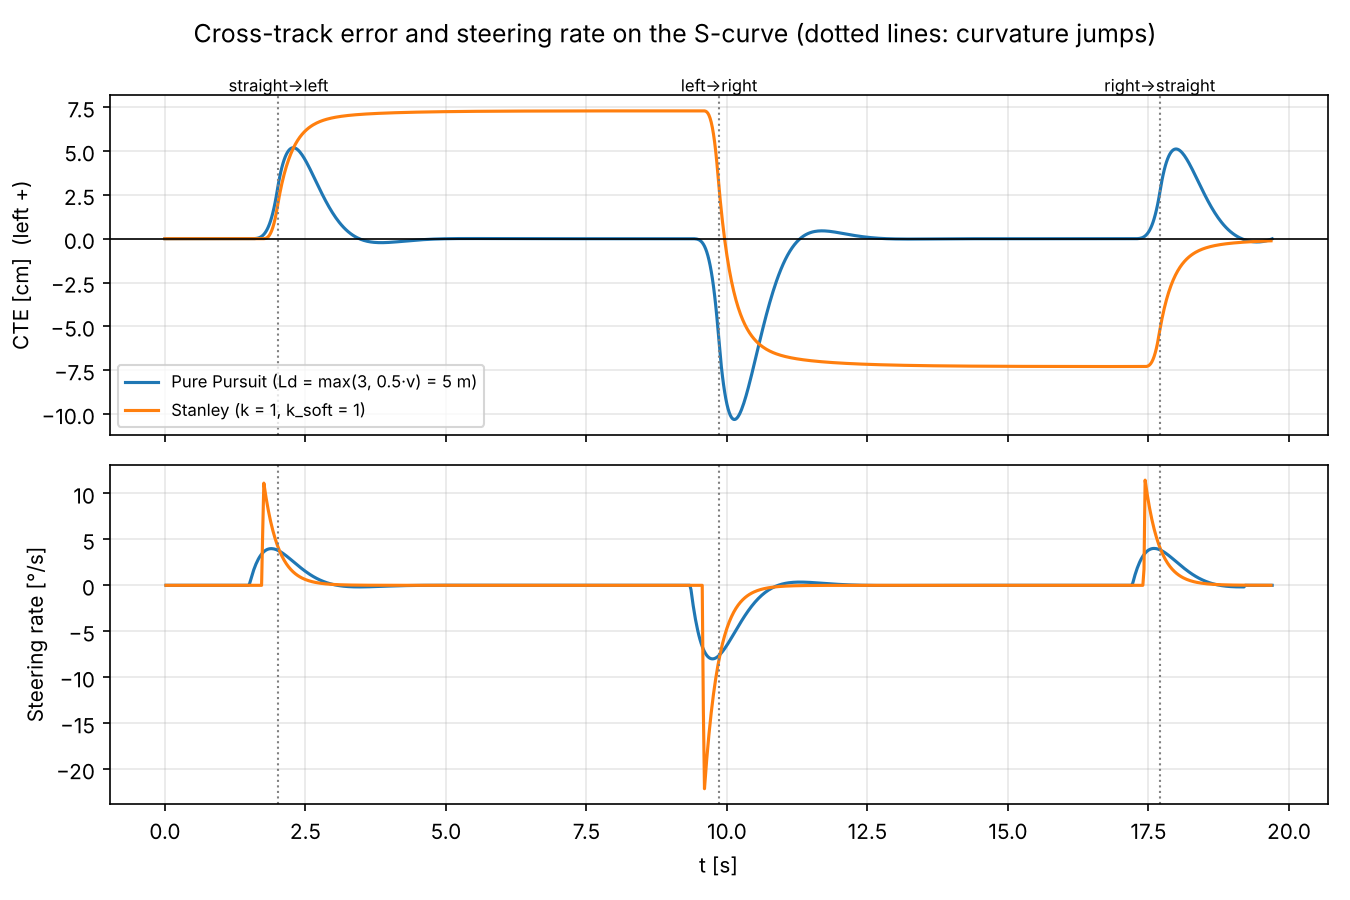 Cross-track error and steering rate on the S-curve (dotted lines: curvature jumps)
straight→left
left→right
right→straight
CTE [cm]  (left +)
7.5
5.0
2.5
0.0
−2.5
−5.0
−7.5
−10.0
Pure Pursuit (Ld = max(3, 0.5·v) = 5 m)
Stanley (k = 1, k_soft = 1)
Steering rate [°/s]
10
5
0
−5
−10
−15
−20
0.0
2.5
5.0
7.5
10.0
12.5
15.0
17.5
20.0
t [s]